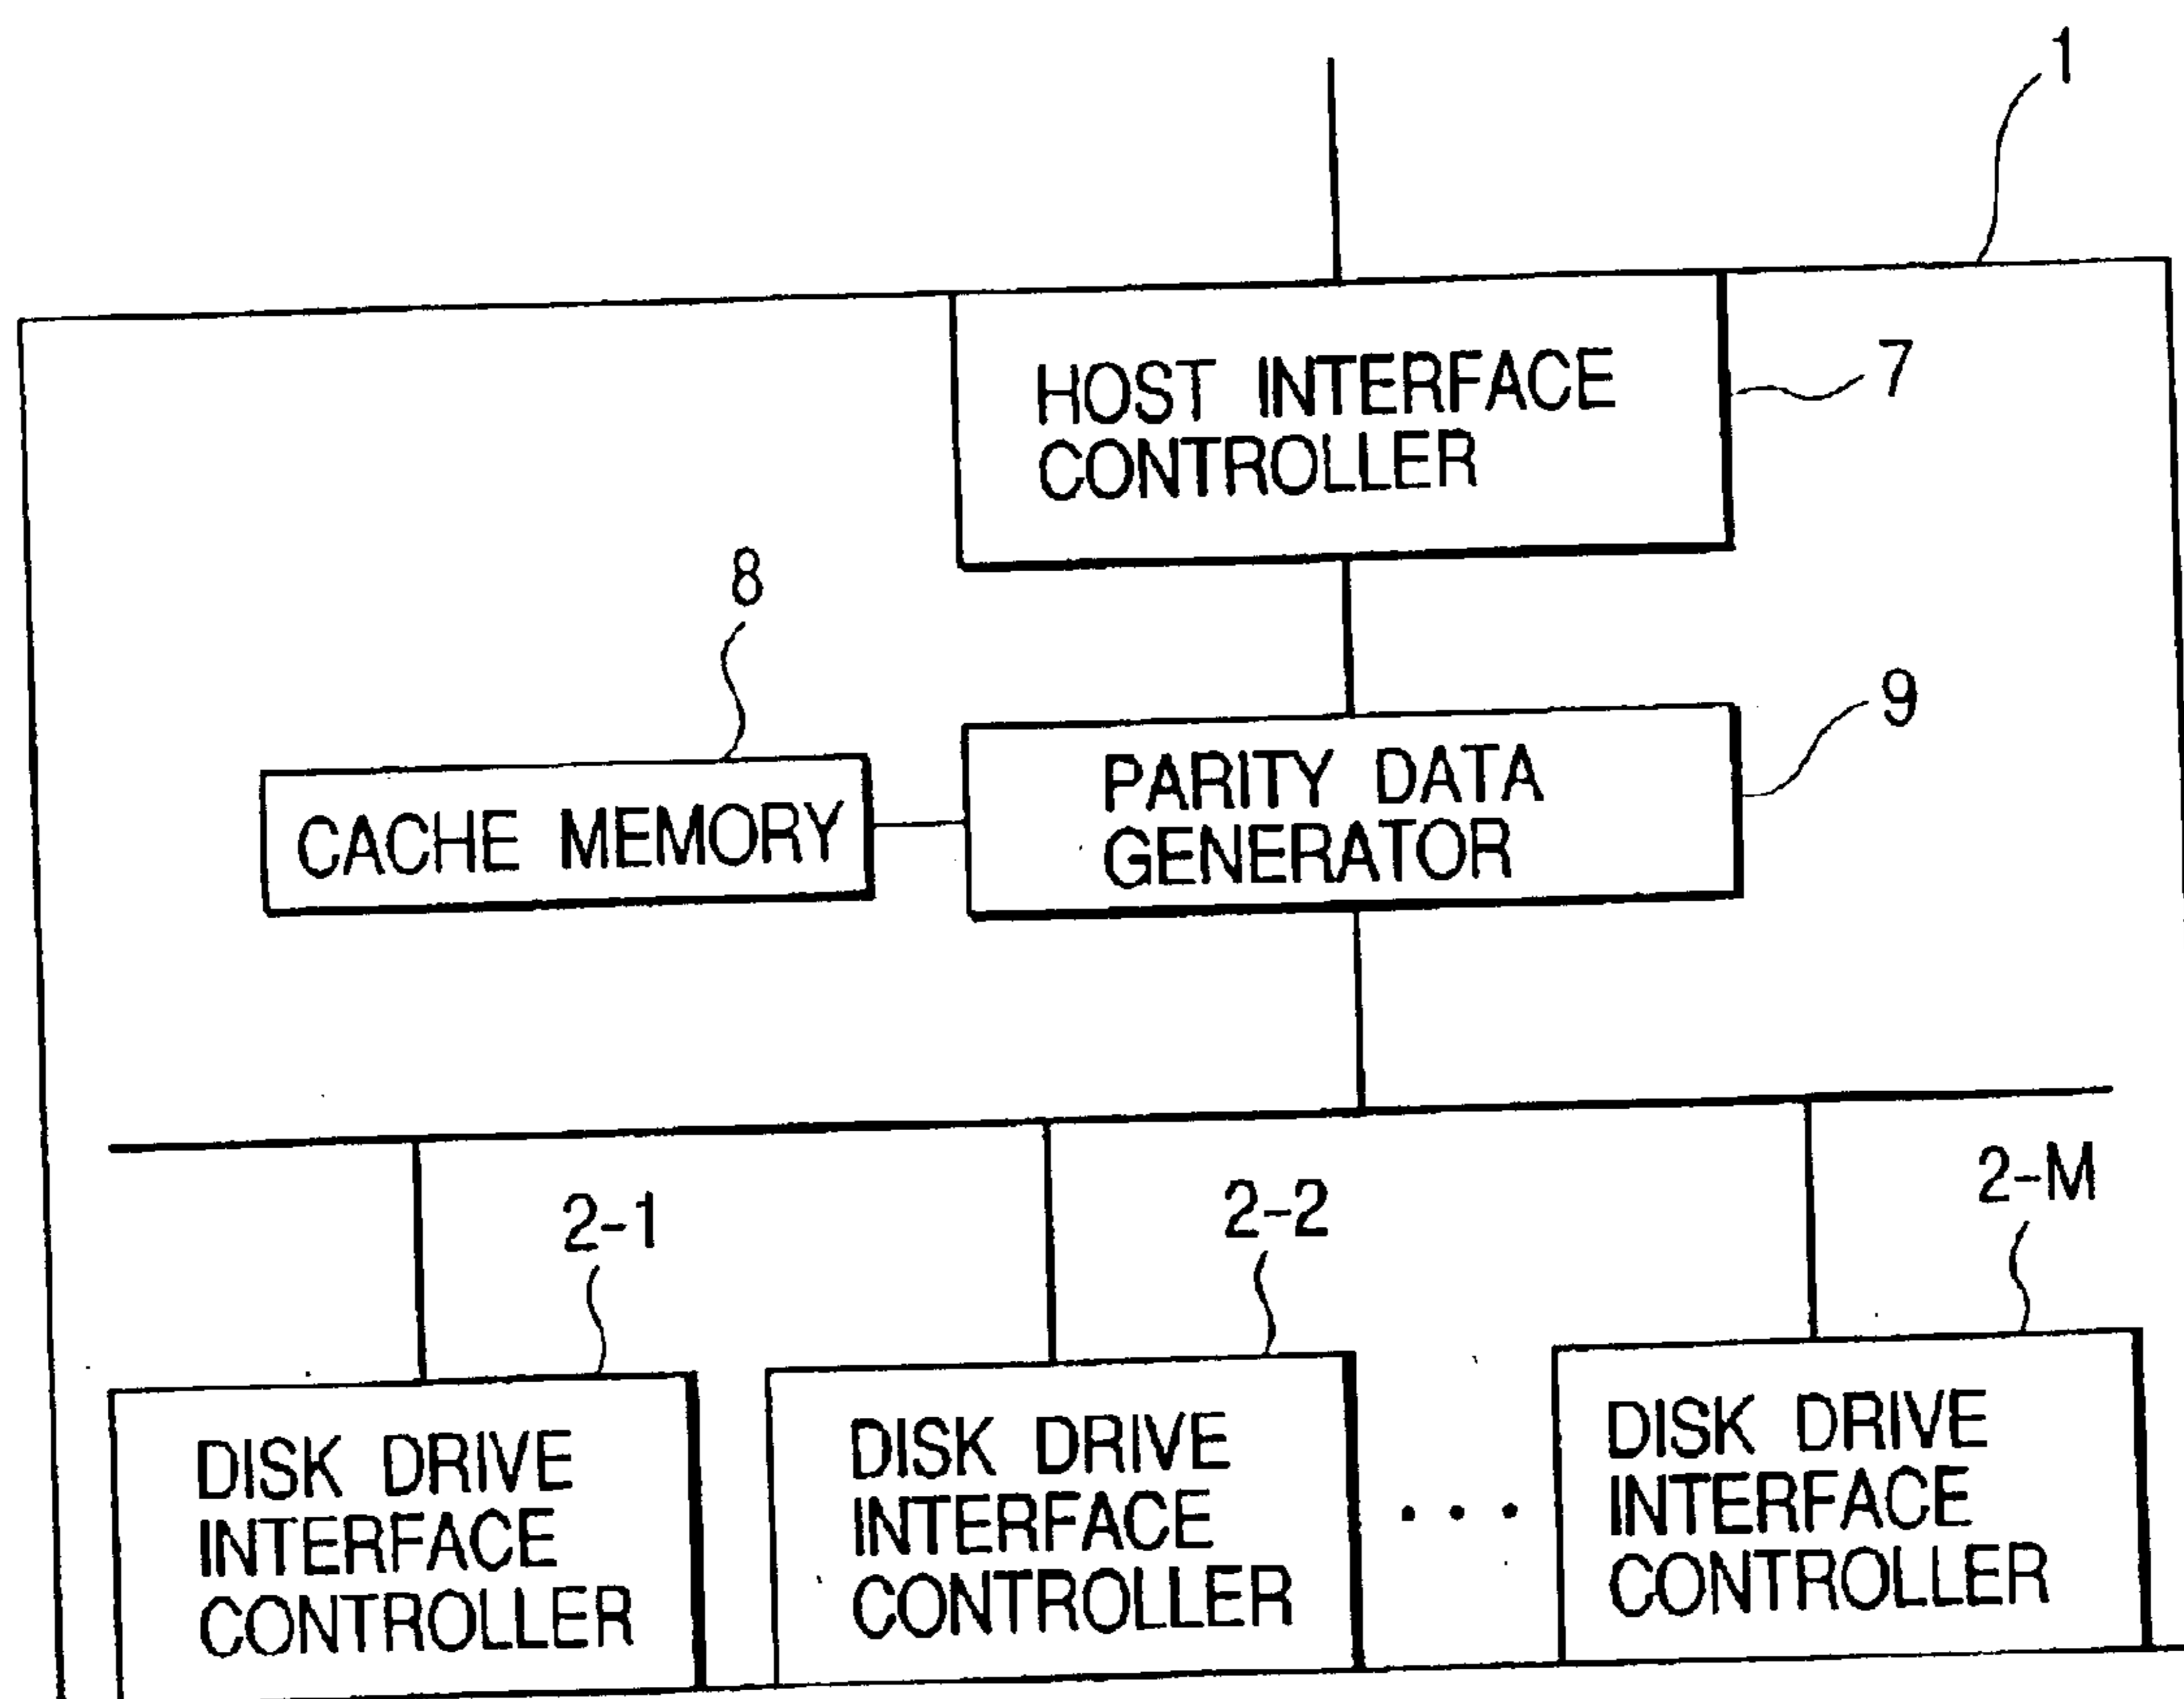 1
HOST INTERFACE
CONTROLLER
7
8
9
CACHE MEMORY
PARITY DATA
GENERATOR
2-1
2-2
2-M
DISK DRIVE
INTERFACE
CONTROLLER
DISK DRIVE
INTERFACE
CONTROLLER
...
DISK DRIVE
INTERFACE
CONTROLLER